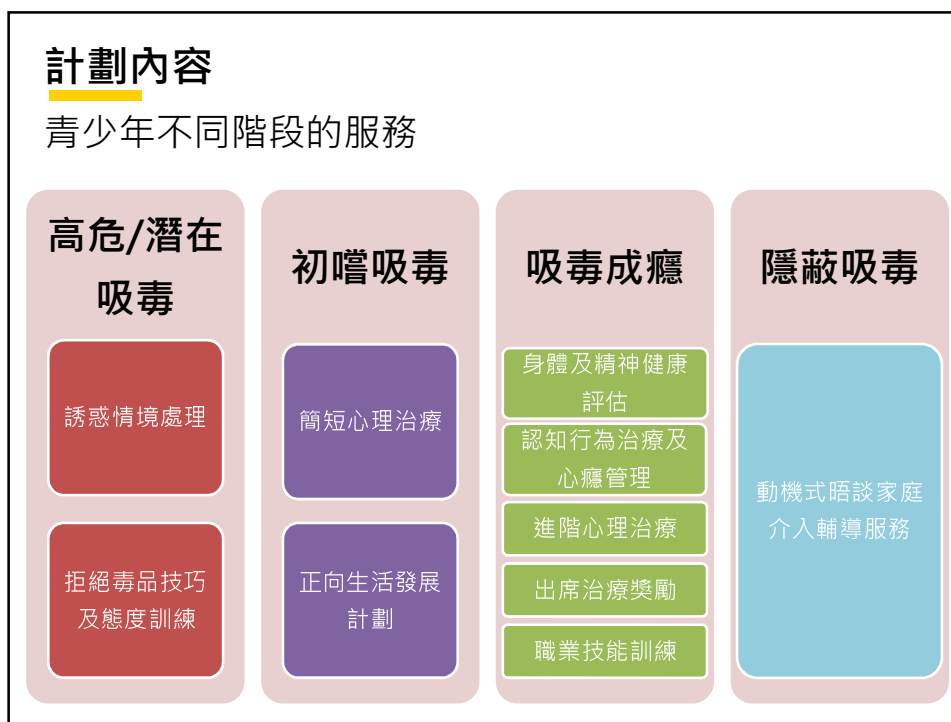 計劃內容
青少年不同階段的服務
高危/潛在
吸毒
誘惑情境處理
拒絕毒品技巧
及態度訓練
初嚐吸毒
簡短心理治療
正向生活發展
計劃
吸毒成癮
身體及精神健康
評估
認知行為治療及
心癮管理
進階心理治療
出席治療獎勵
職業技能訓練
隱蔽吸毒
動機式晤談家庭
介入輔導服務